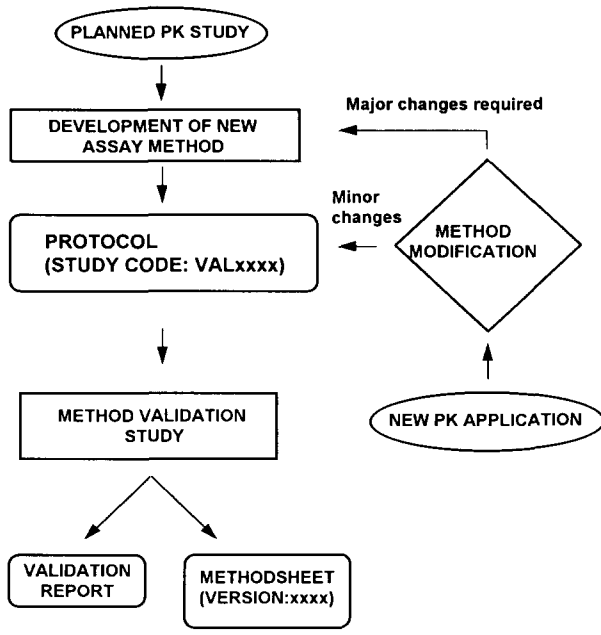 PLANNED PK STUDY
Major changes required
DEVELOPMENT OF NEW
ASSAY METHOD
Minor
changes
METHOD
MODIFICATION
PROTOCOL
(STUDY CODE: VALxxxx)
METHOD VALIDATION
STUDY
NEW PK APPLICATION
VALIDATION
REPORT
METHODSHEET
(VERSION:xxxx)